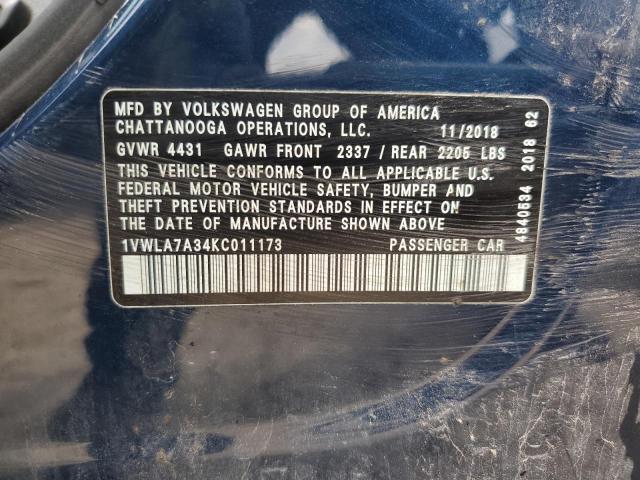 MFD BY VOLKSWAGEN GROUP OF AMERICA
CHATTANOOGA OPERATIONS, LLC. 11/2018
GVWR 4431 GAWR FRONT 2337 / REAR 2205 LBS
THIS VEHICLE CONFORMS TO ALL APPLICABLE U.S.
FEDERAL MOTOR VEHICLE SAFETY, BUMPER AND
THEFT PREVENTION STANDARDS IN EFFECT ON
THE DATE OF MANUFACTURE SHOWN ABOVE
1VWLA7A34KC011173 PASSENGER CAR
4840534 2018 62